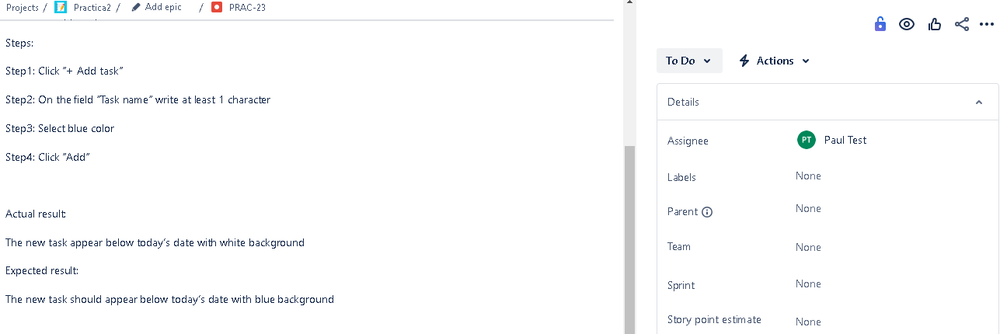 Projects / Practica2 / Add epic / PRAC-23
Steps:
Step1: Click “+ Add task”
Step2: On the field “Task name” write at least 1 character
Step3: Select blue color
Step4: Click “Add”
Actual result:
The new task appear below today’s date with white background
Expected result:
The new task should appear below today’s date with blue background
To Do
Actions
Details
Assignee
PT Paul Test
Labels
None
Parent
None
Team
None
Sprint
None
Story point estimate
None